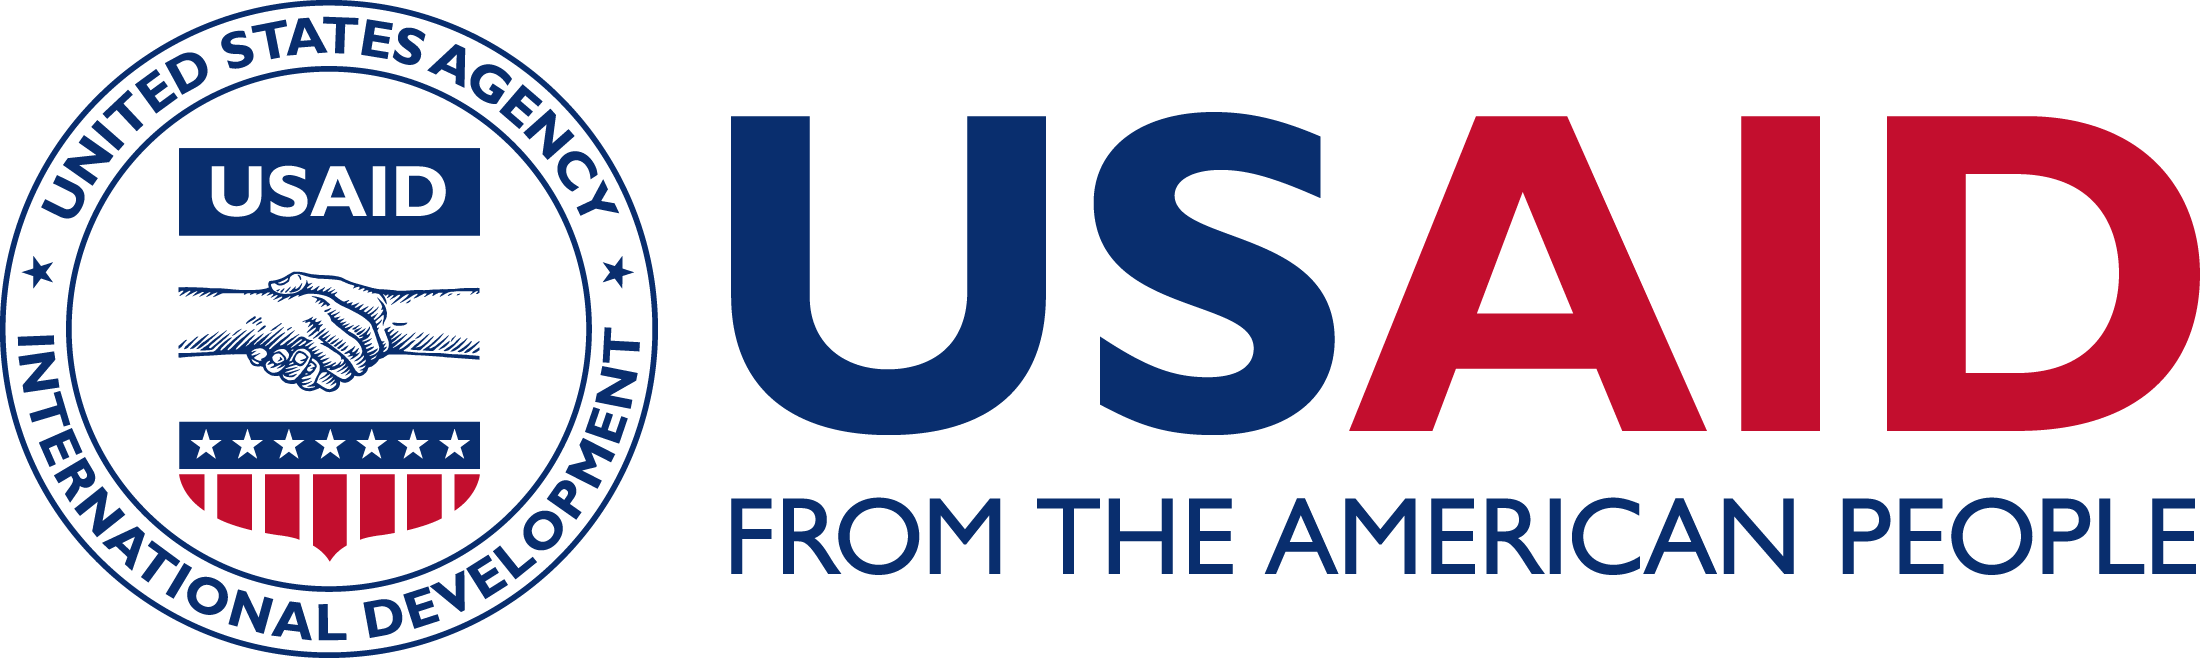 UNITED STATES AGENCY
INTERNATIONAL DEVELOPMENT
USAID
USAID
FROM THE AMERICAN PEOPLE